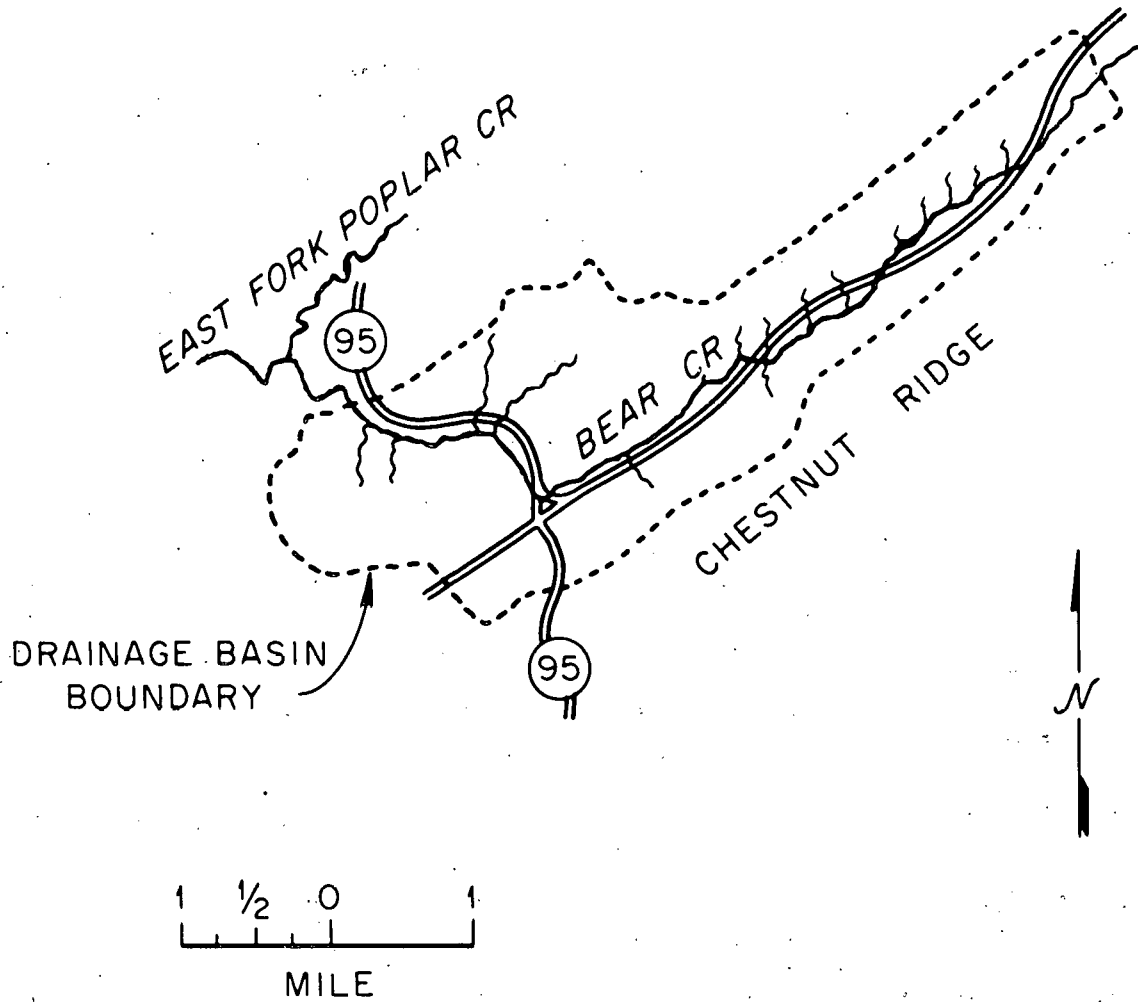 EAST FORK POPLAR CR
95
BEAR CR
CHESTNUT RIDGE
95
DRAINAGE BASIN
BOUNDARY
N
1 ½ 0 1
MILE